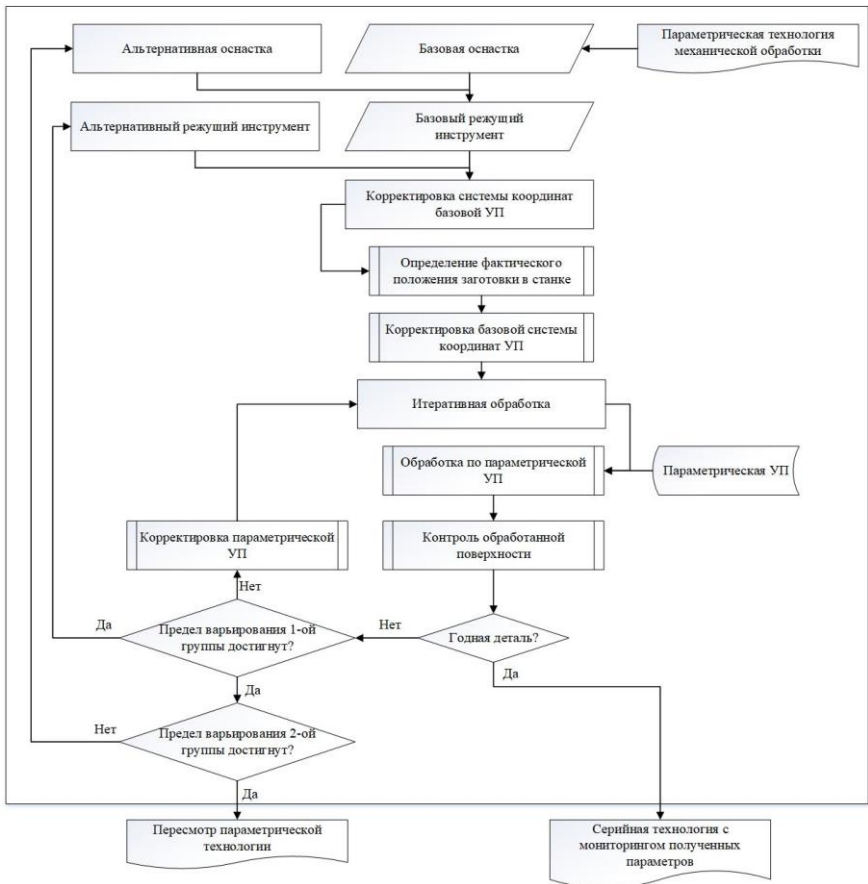 Альтернативная оснастка
Базовая оснастка
Параметрическая технология
механической обработки
Альтернативный режущий инструмент
Базовый режущий
инструмент
Корректировка системы координат
базовой УП
Определение фактического
положения заготовки в станке
Корректировка базовой системы
координат УП
Итеративная обработка
Обработка по параметрической
УП
Параметрическая УП
Корректировка параметрической
УП
Контроль обработанной
поверхности
Нет
Да
Предел варьирования 1-ой
группы достигнут?
Нет
Годная деталь?
Да
Да
Нет
Предел варьирования 2-ой
группы достигнут?
Да
Пересмотр параметрической
технологии
Серийная технология с
мониторингом полученных
параметров